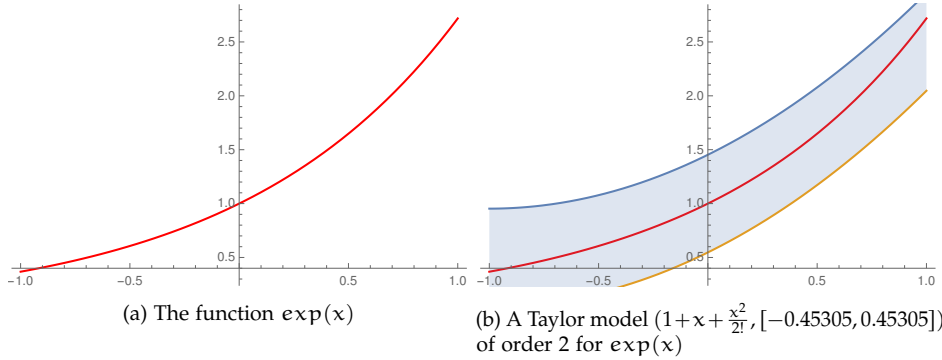 2.5
2.0
1.5
1.0
0.5
−1.0 −0.5 0.5 1.0
(a) The function exp(x)
2.5
2.0
1.5
1.0
0.5
−1.0 −0.5 0.5 1.0
(b) A Taylor model (1+x+x²/2!, [−0.45305, 0.45305])
of order 2 for exp(x)